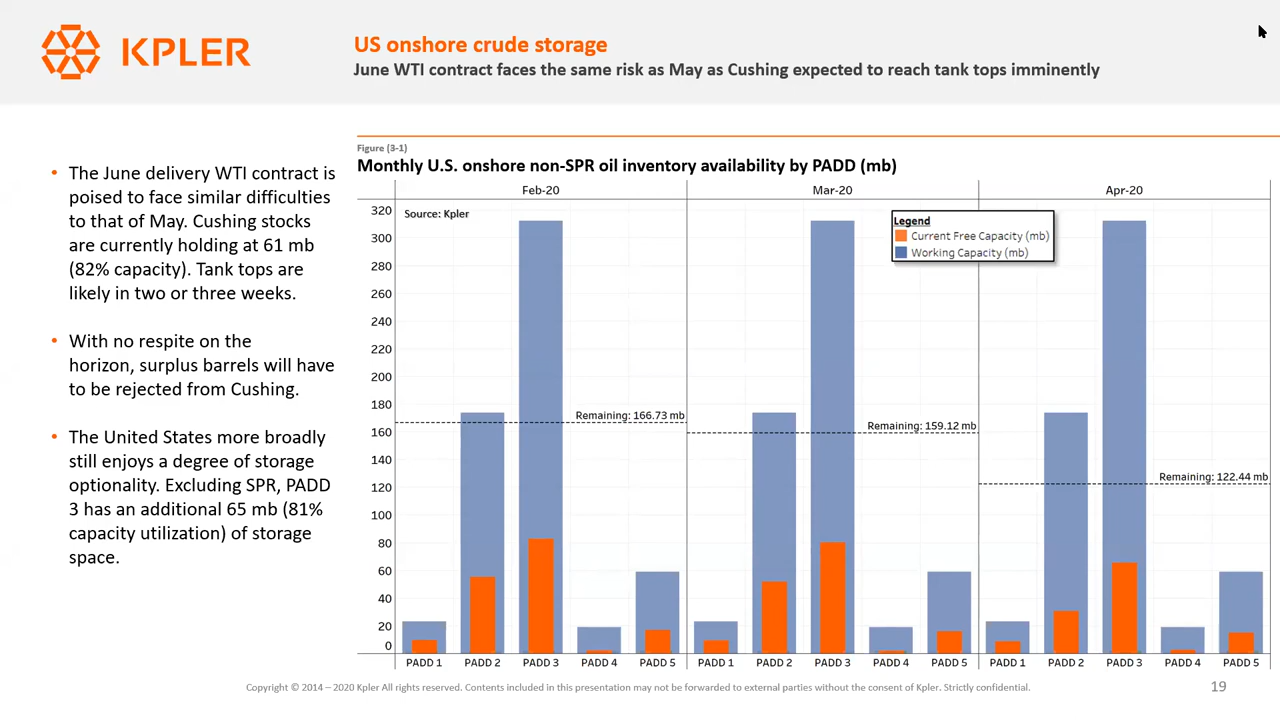 KPLER
US onshore crude storage
June WTI contract faces the same risk as May as Cushing expected to reach tank tops imminently
• The June delivery WTI contract is
poised to face similar difficulties
to that of May. Cushing stocks
are currently holding at 61 mb
(82% capacity). Tank tops are
likely in two or three weeks.
• With no respite on the
horizon, surplus barrels will have
to be rejected from Cushing.
• The United States more broadly
still enjoys a degree of storage
optionality. Excluding SPR, PADD
3 has an additional 65 mb (81%
capacity utilization) of storage
space.
Figure (3-1)
Monthly U.S. onshore non-SPR oil inventory availability by PADD (mb)
Feb-20 Mar-20 Apr-20
Source: Kpler
Legend
Current Free Capacity (mb)
Working Capacity (mb)
320
300
280
260
240
220
200
180
160
140
120
100
80
60
40
20
0
Remaining: 166.73 mb
Remaining: 159.12 mb
Remaining: 122.44 mb
PADD 1 PADD 2 PADD 3 PADD 4 PADD 5 PADD 1 PADD 2 PADD 3 PADD 4 PADD 5 PADD 1 PADD 2 PADD 3 PADD 4 PADD 5
Copyright © 2014 – 2020 Kpler All rights reserved. Contents included in this presentation may not be forwarded to external parties without the consent of Kpler. Strictly confidential.
19